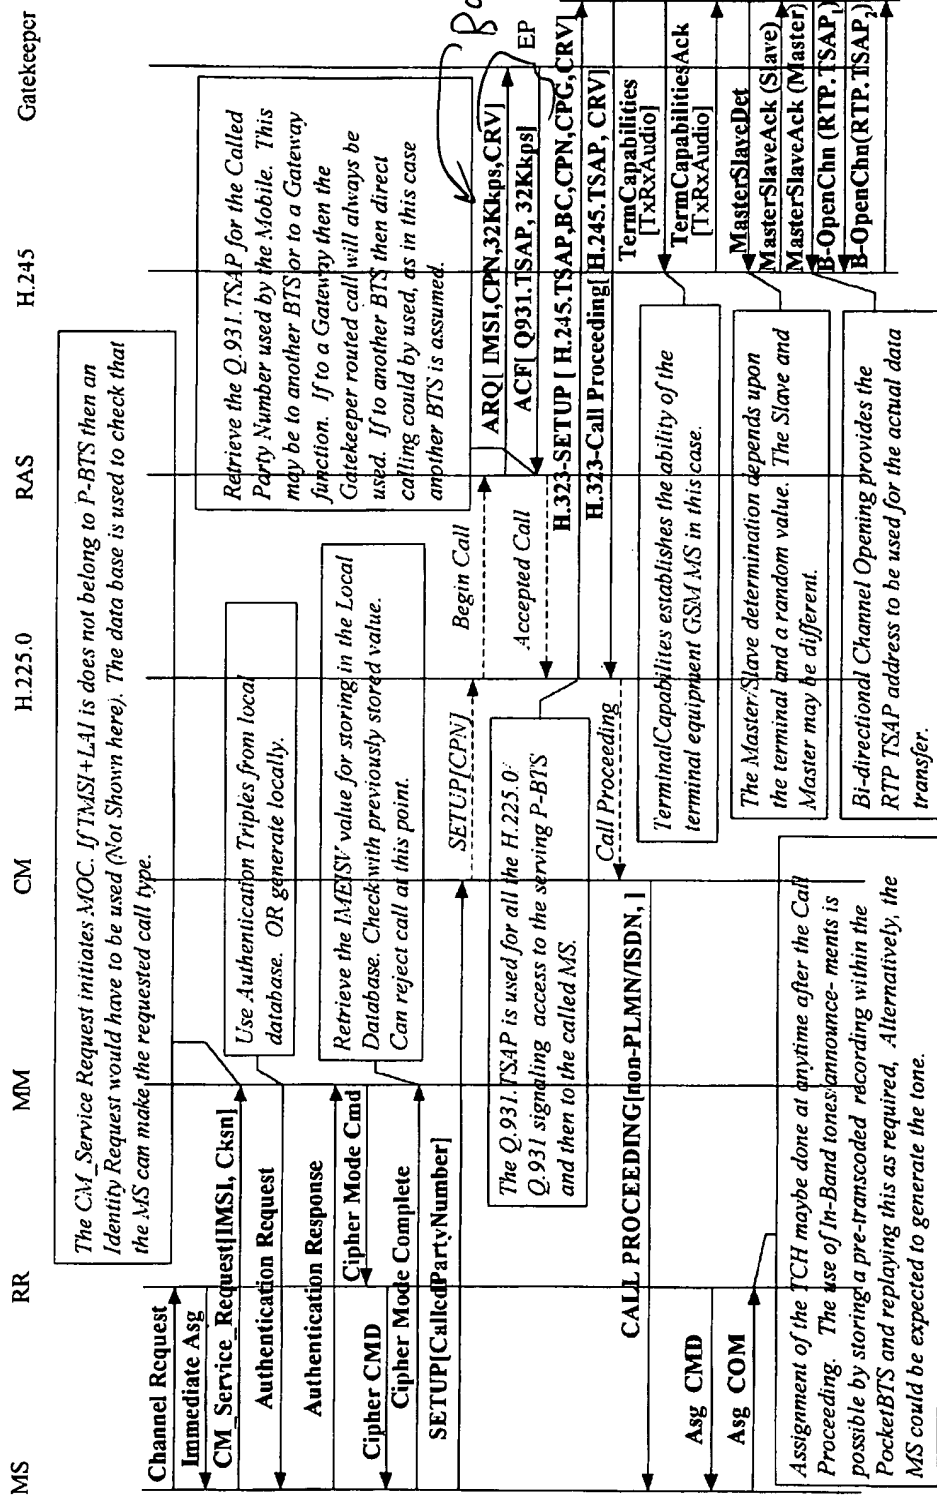 MS RR MM CM H.225.0 RAS H.245 Gatekeeper
The CM_Service Request initiates MOC. If TMSI+LAI is does not belong to P-BTS then an
Identity Request would have to be used (Not Shown here). The data base is used to check that
the MS can make the requested call type.
Channel Request
Immediate Asg
CM_Service_Request[IMSI, Cksn]
Use Authentication Triples from local
database. OR generate locally.
Authentication Request
Authentication Response
Retrieve the IMEISV value for storing in the Local
Database. Check with previously stored value.
Can reject call at this point.
Cipher Mode Cmd
Cipher CMD
Cipher Mode Complete
SETUP[CalledPartyNumber]
SETUP[CPN]
Retrieve the Q.931.TSAP for the Called
Party Number used by the Mobile. This
may be to another BTS or to a Gateway
function. If to a Gateway then the
Gatekeeper routed call will always be
used. If to another BTS then direct
calling could by used, as in this case
another BTS is assumed.
Begin Call
ARQ[ IMSI,CPN,32Kkps,CRV]
ACF[ Q931.TSAP, 32Kkps]
EP
Accepted Call
The Q.931.TSAP is used for all the H.225.0/
Q.931 signaling access to the serving P-BTS
and then to the called MS.
H.323-SETUP [ H.245.TSAP,BC,CPN,CPG,CRV]
H.323-Call Proceeding[ H.245.TSAP, CRV]
Call Proceeding
CALL PROCEEDING[non-PLMN/ISDN, ]
TermCapabilities
[TxRxAudio]
TerminalCapabilites establishes the ability of the
terminal equipment GSM MS in this case.
TermCapabilitiesAck
[TxRxAudio]
Asg CMD
Asg COM
MasterSlaveDet
MasterSlaveAck (Slave)
MasterSlaveAck (Master)
The Master/Slave determination depends upon
the terminal and a random value. The Slave and
Master may be different.
B-OpenChn (RTP.TSAP1)
B-OpenChn(RTP.TSAP2)
Bi-directional Channel Opening provides the
RTP TSAP address to be used for the actual data
transfer.
Assignment of the TCH maybe done at anytime after the Call
Proceeding. The use of In-Band tones/announce- ments is
possible by storing a pre-transcoded recording within the
PocketBTS and replaying this as required, Alternatively, the
MS could be expected to generate the tone.